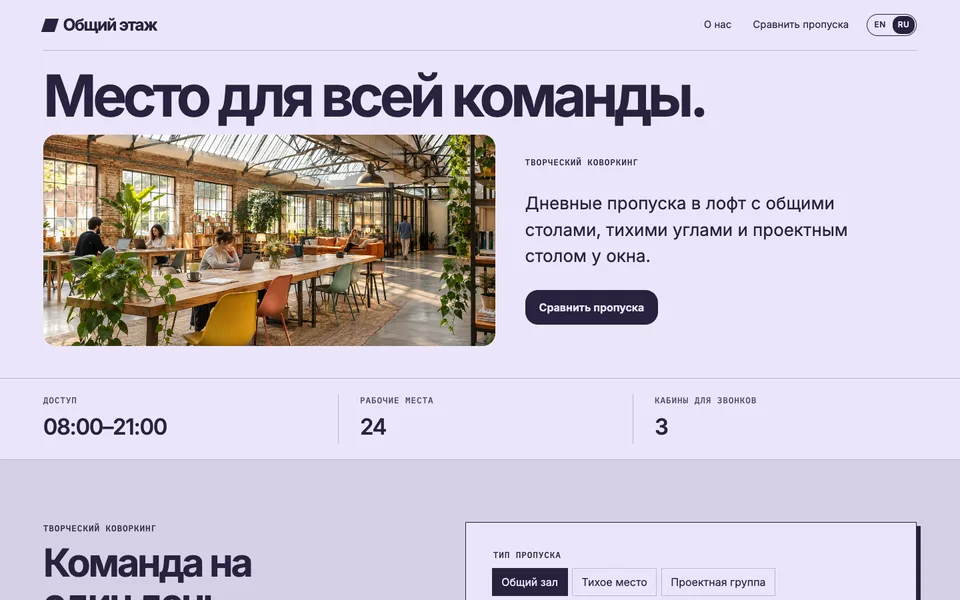 Общий этаж
О нас
Сравнить пропуска
EN
RU
Место для всей команды.
ТВОРЧЕСКИЙ КОВОРКИНГ
Дневные пропуска в лофт с общими
столами, тихими углами и проектным
столом у окна.
Сравнить пропуска
ДОСТУП
08:00–21:00
РАБОЧИЕ МЕСТА
24
КАБИНЫ ДЛЯ ЗВОНКОВ
3
ТВОРЧЕСКИЙ КОВОРКИНГ
Команда на
один день
ТИП ПРОПУСКА
Общий зал
Тихое место
Проектная группа